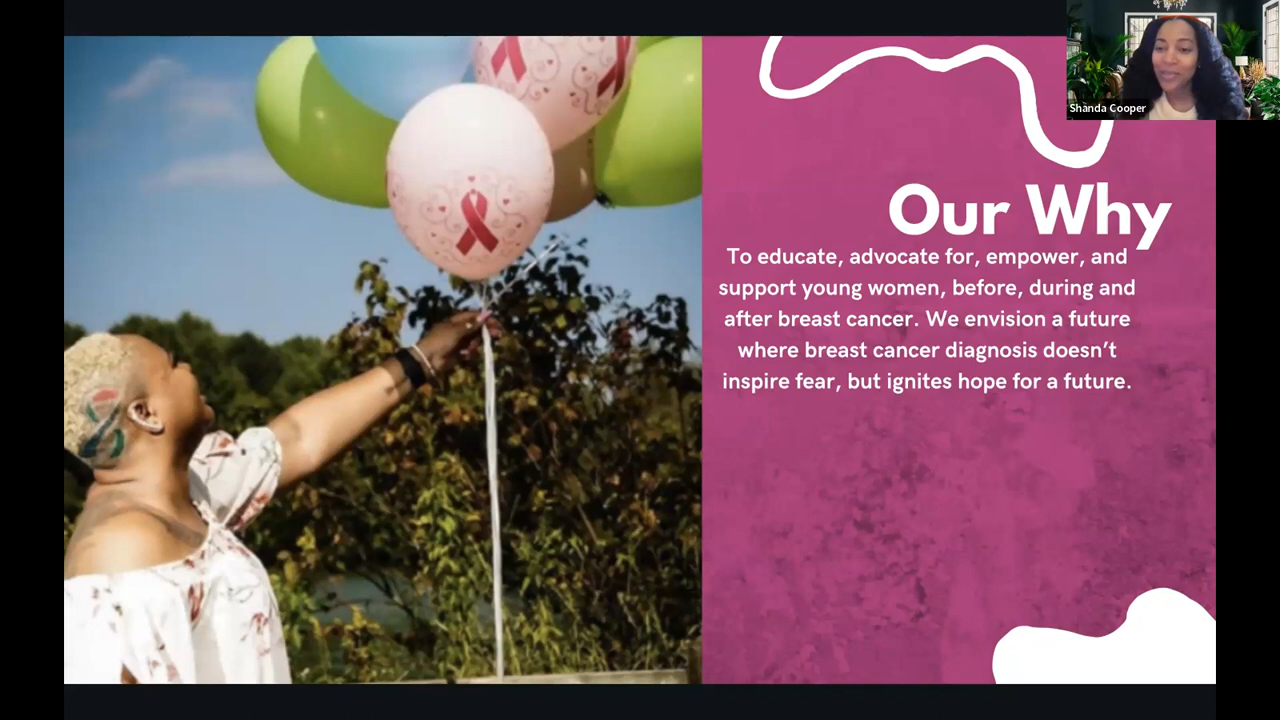 Shanda Cooper
Our Why
To educate, advocate for, empower, and
support young women, before, during and
after breast cancer. We envision a future
where breast cancer diagnosis doesn’t
inspire fear, but ignites hope for a future.